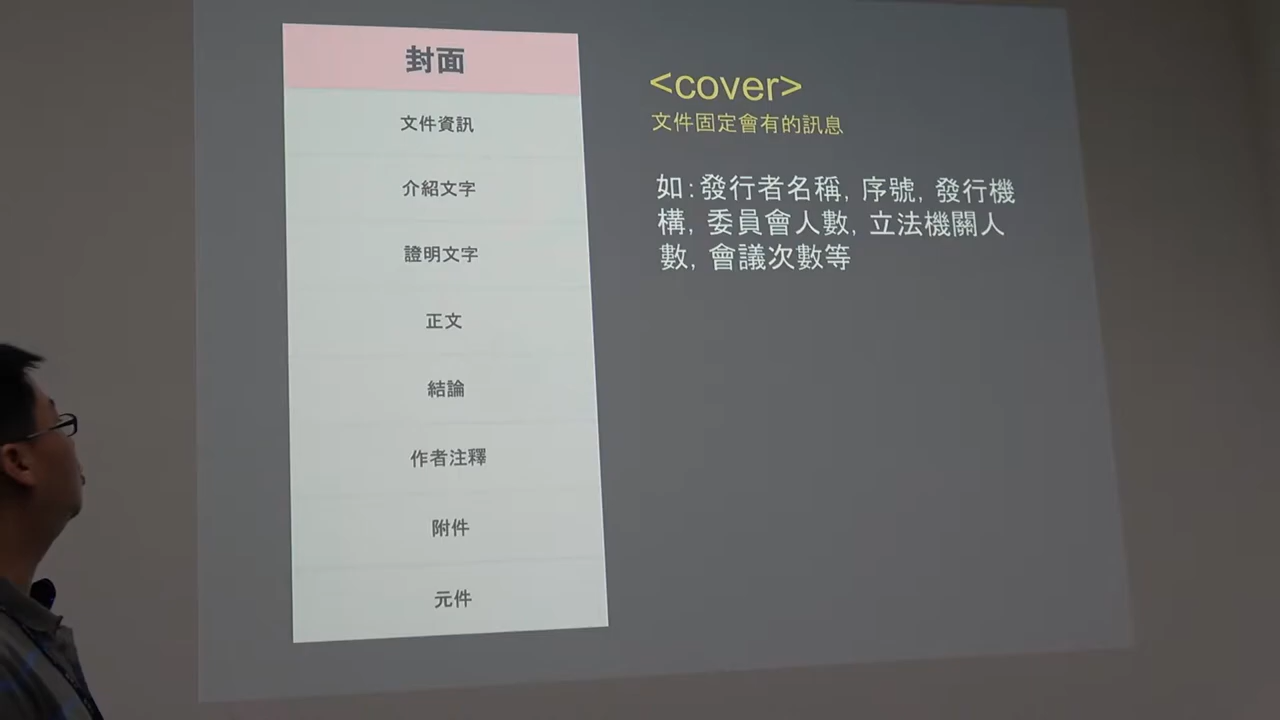 封面
文件資訊
介紹文字
證明文字
正文
結論
作者注釋
附件
元件
<cover>
文件固定會有的訊息
如:發行者名稱, 序號, 發行機
構, 委員會人數, 立法機關人
數, 會議次數等